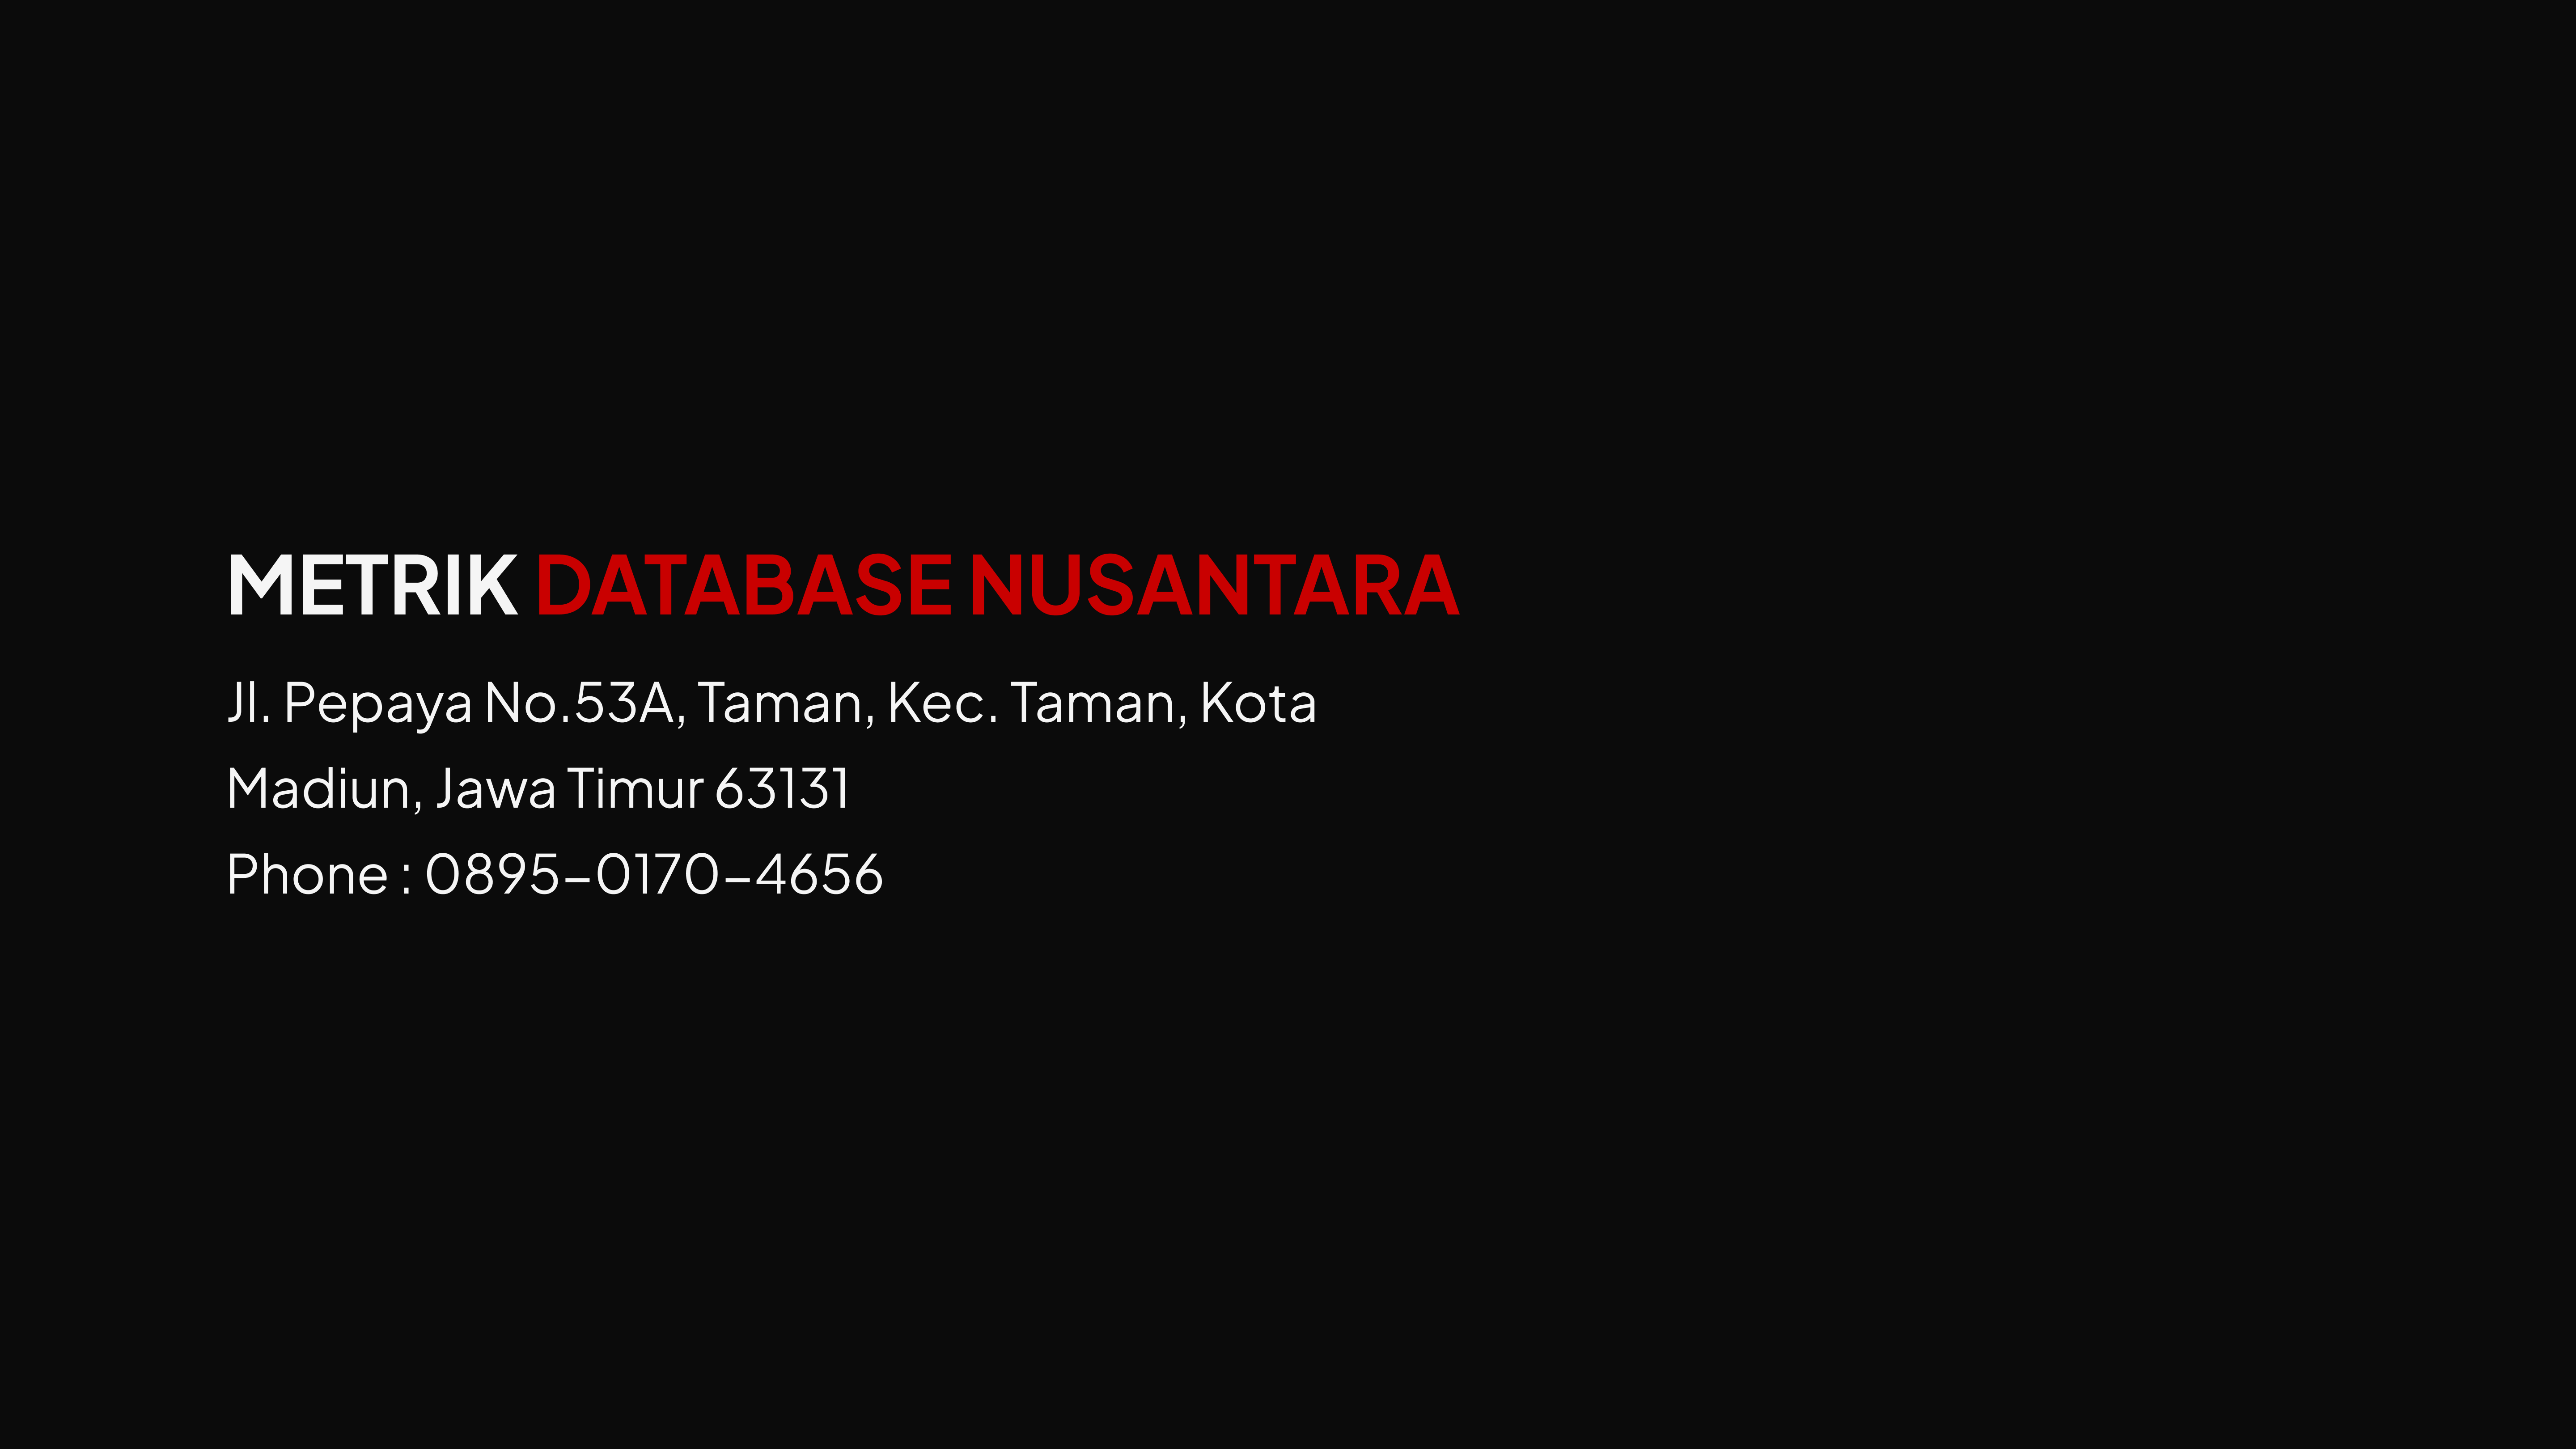 METRIK DATABASE NUSANTARA
Jl. Pepaya No.53A, Taman, Kec. Taman, Kota
Madiun, Jawa Timur 63131
Phone : 0895–0170–4656